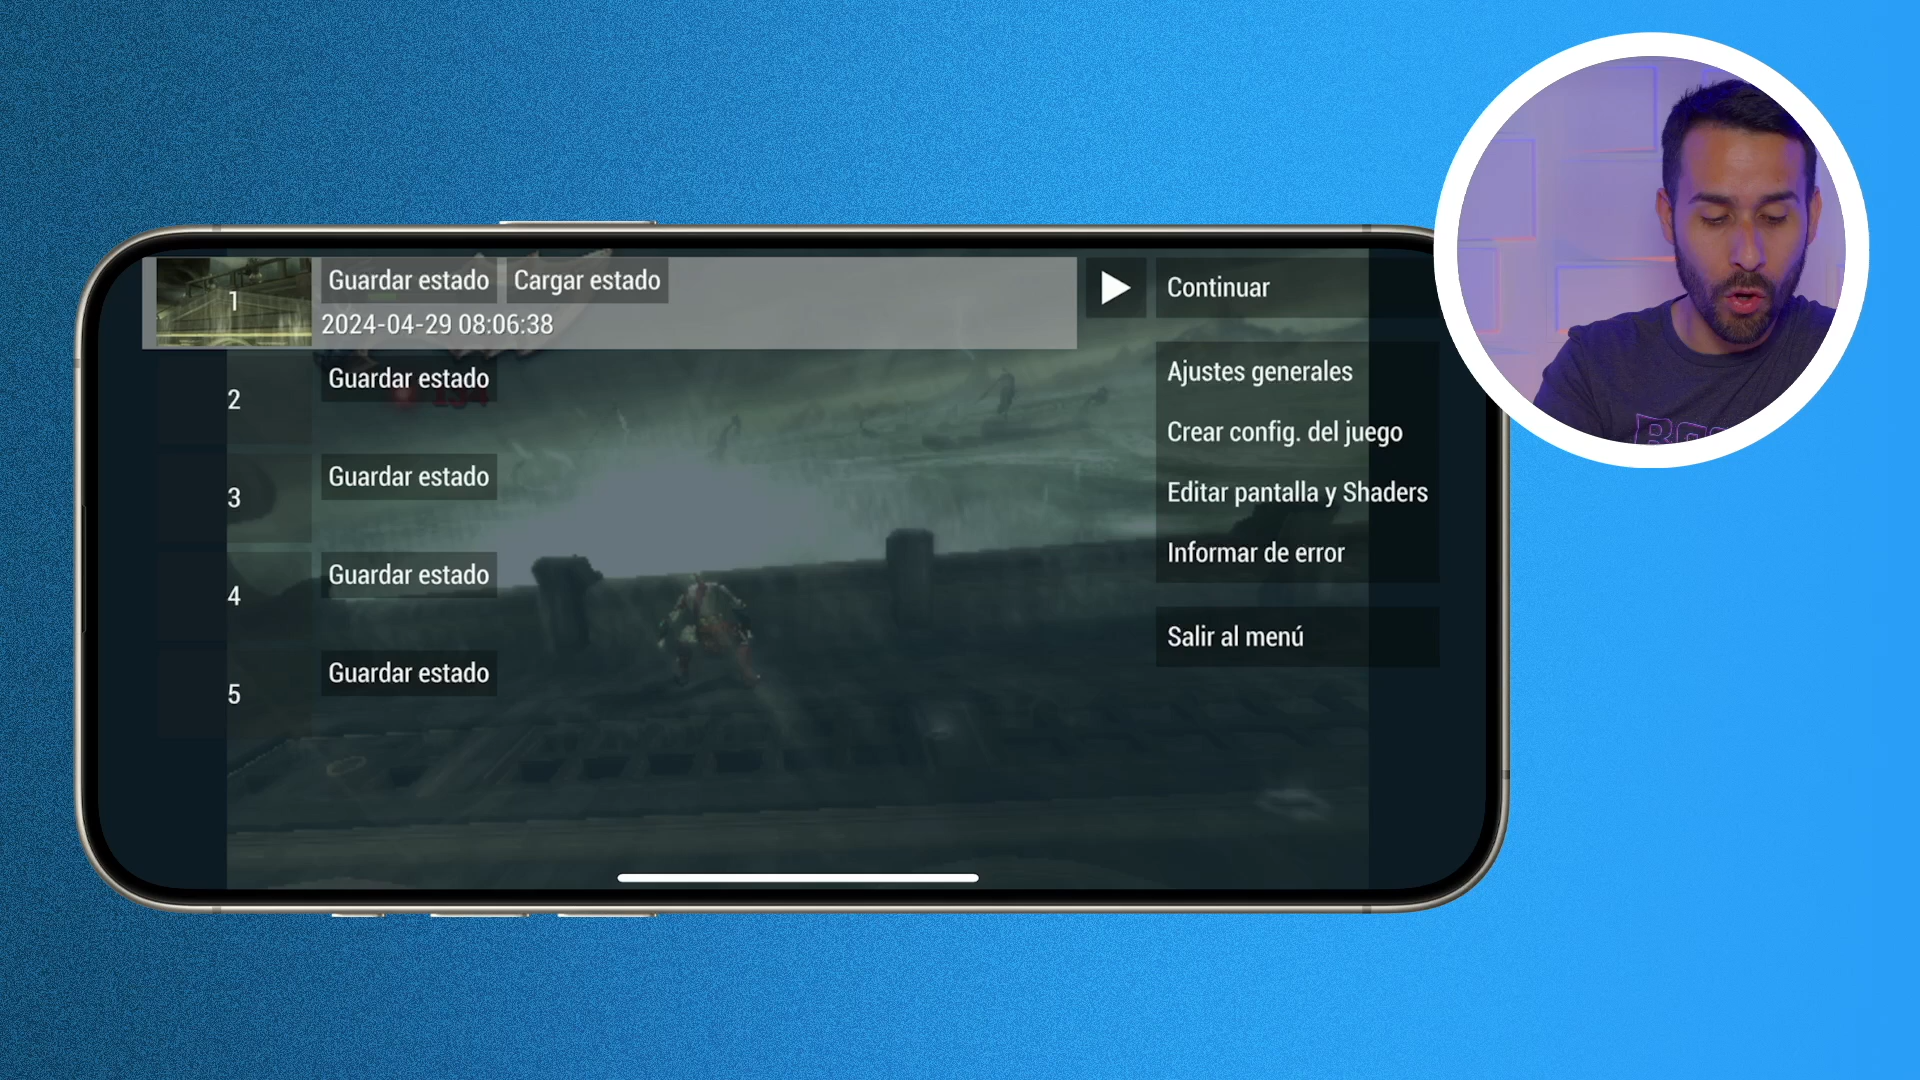 1
Guardar estado
Cargar estado
2024-04-29 08:06:38
2
Guardar estado
3
Guardar estado
4
Guardar estado
5
Guardar estado
Continuar
Ajustes generales
Crear config. del juego
Editar pantalla y Shaders
Informar de error
Salir al menú